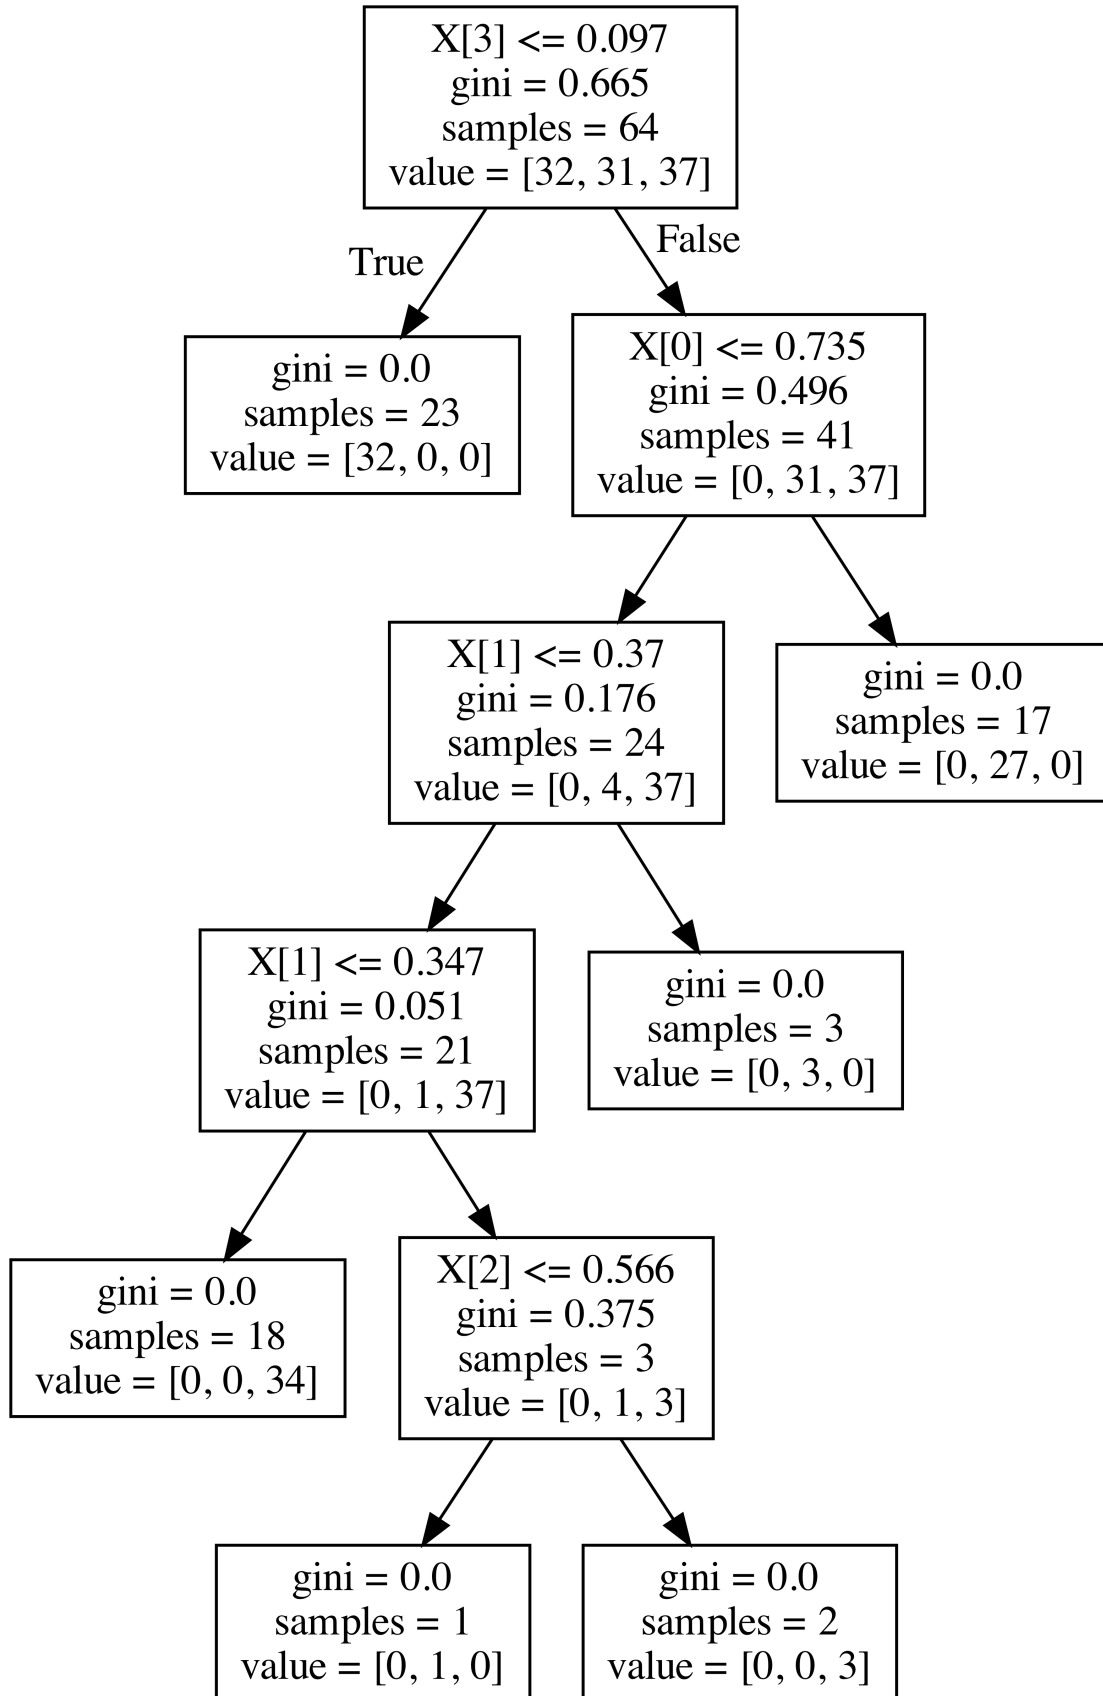 X[3] <= 0.097
gini = 0.665
samples = 64
value = [32, 31, 37]
True
False
gini = 0.0
samples = 23
value = [32, 0, 0]
X[0] <= 0.735
gini = 0.496
samples = 41
value = [0, 31, 37]
X[1] <= 0.37
gini = 0.176
samples = 24
value = [0, 4, 37]
gini = 0.0
samples = 17
value = [0, 27, 0]
X[1] <= 0.347
gini = 0.051
samples = 21
value = [0, 1, 37]
gini = 0.0
samples = 3
value = [0, 3, 0]
gini = 0.0
samples = 18
value = [0, 0, 34]
X[2] <= 0.566
gini = 0.375
samples = 3
value = [0, 1, 3]
gini = 0.0
samples = 1
value = [0, 1, 0]
gini = 0.0
samples = 2
value = [0, 0, 3]